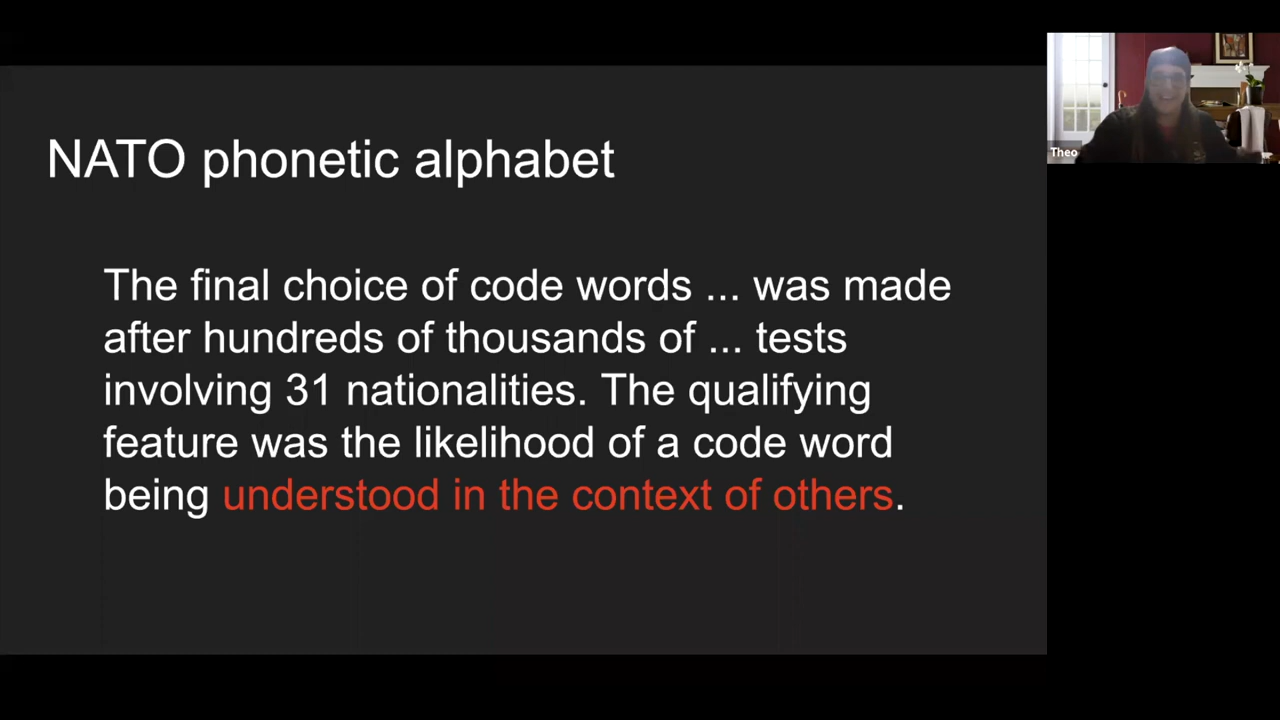 NATO phonetic alphabet
The final choice of code words ... was made
after hundreds of thousands of ... tests
involving 31 nationalities. The qualifying
feature was the likelihood of a code word
being understood in the context of others.
Theo